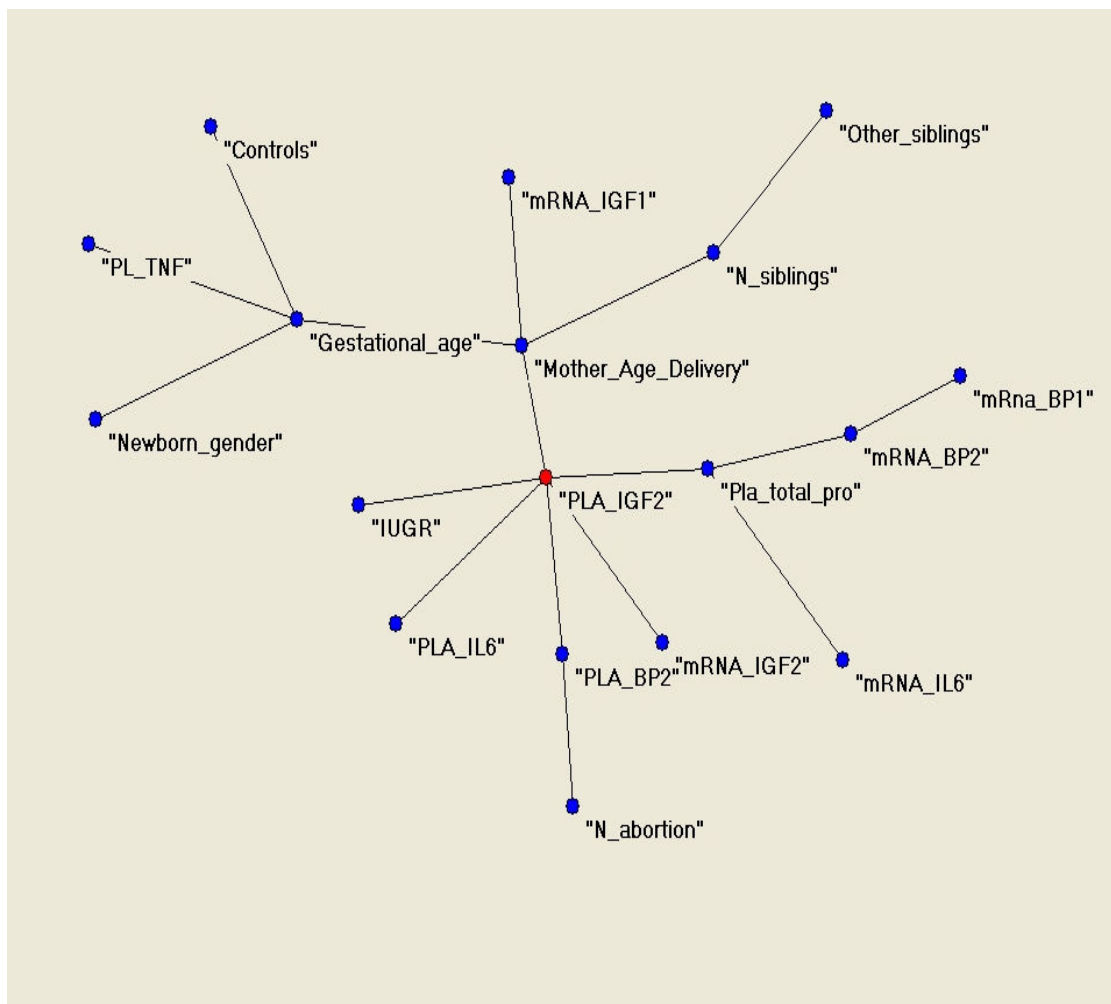 "Other_siblings"
"Controls"
"mRNA_IGF1"
"PL_TNF"
"N_siblings"
"Gestational_age"
"Mother_Age_Delivery"
"mRna_BP1"
"Newborn_gender"
"mRNA_BP2"
"PLA_IGF2"
"Pla_total_pro"
"IUGR"
"PLA_IL6"
"PLA_BP2"
"mRNA_IGF2"
"mRNA_IL6"
"N_abortion"